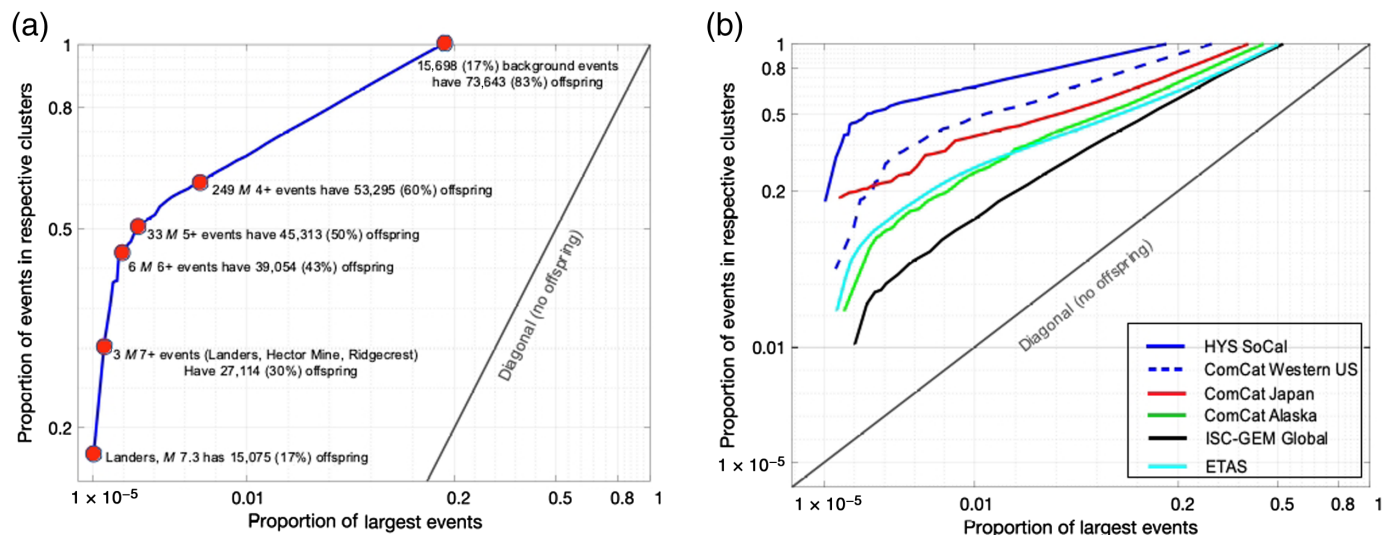 (a)
1
0.8
0.5
0.2
Proportion of events in respective clusters
15,698 (17%) background events
have 73,643 (83%) offspring
249 M 4+ events have 53,295 (60%) offspring
33 M 5+ events have 45,313 (50%) offspring
6 M 6+ events have 39,054 (43%) offspring
3 M 7+ events (Landers, Hector Mine, Ridgecrest)
Have 27,114 (30%) offspring
Landers, M 7.3 has 15,075 (17%) offspring
Diagonal (no offspring)
1 × 10⁻⁵ 0.01 0.2 0.5 0.8 1
Proportion of largest events
(b)
1
0.8
0.5
0.2
0.01
1 × 10⁻⁵
Proportion of events in respective clusters
Diagonal (no offspring)
HYS SoCal
ComCat Western US
ComCat Japan
ComCat Alaska
ISC-GEM Global
ETAS
1 × 10⁻⁵ 0.01 0.2 0.5 0.8 1
Proportion of largest events